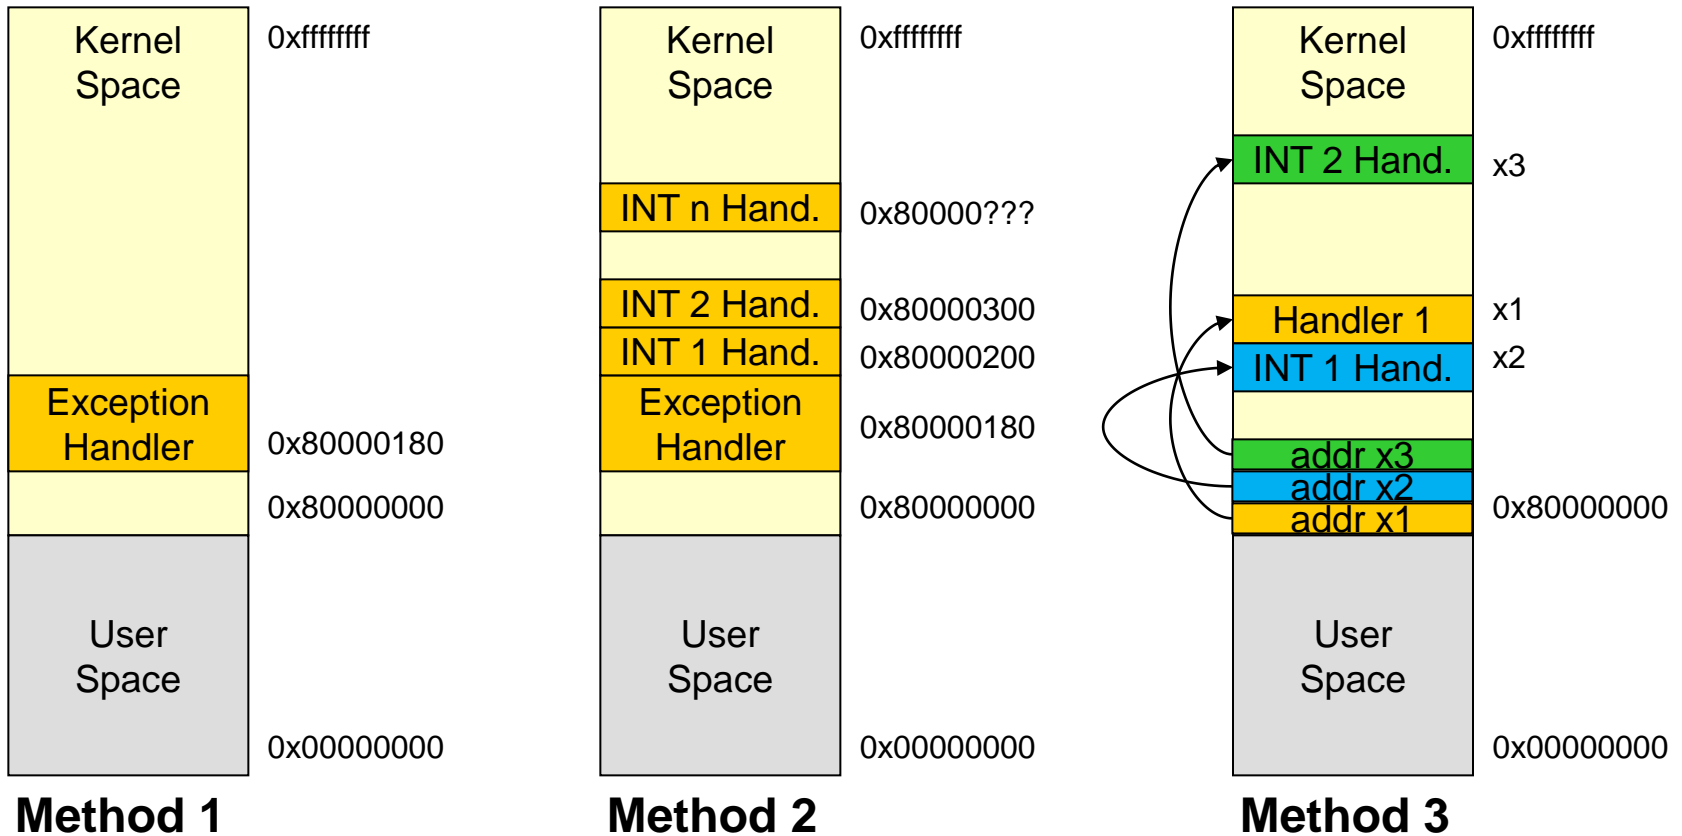 Kernel
Space
0xffffffff
Exception
Handler
0x80000180
0x80000000
User
Space
0x00000000
Method 1
Kernel
Space
0xffffffff
INT n Hand.
0x80000???
INT 2 Hand.
0x80000300
INT 1 Hand.
0x80000200
Exception
Handler
0x80000180
0x80000000
User
Space
0x00000000
Method 2
Kernel
Space
0xffffffff
INT 2 Hand.
x3
Handler 1
x1
INT 1 Hand.
x2
addr x3
addr x2
addr x1
0x80000000
User
Space
0x00000000
Method 3